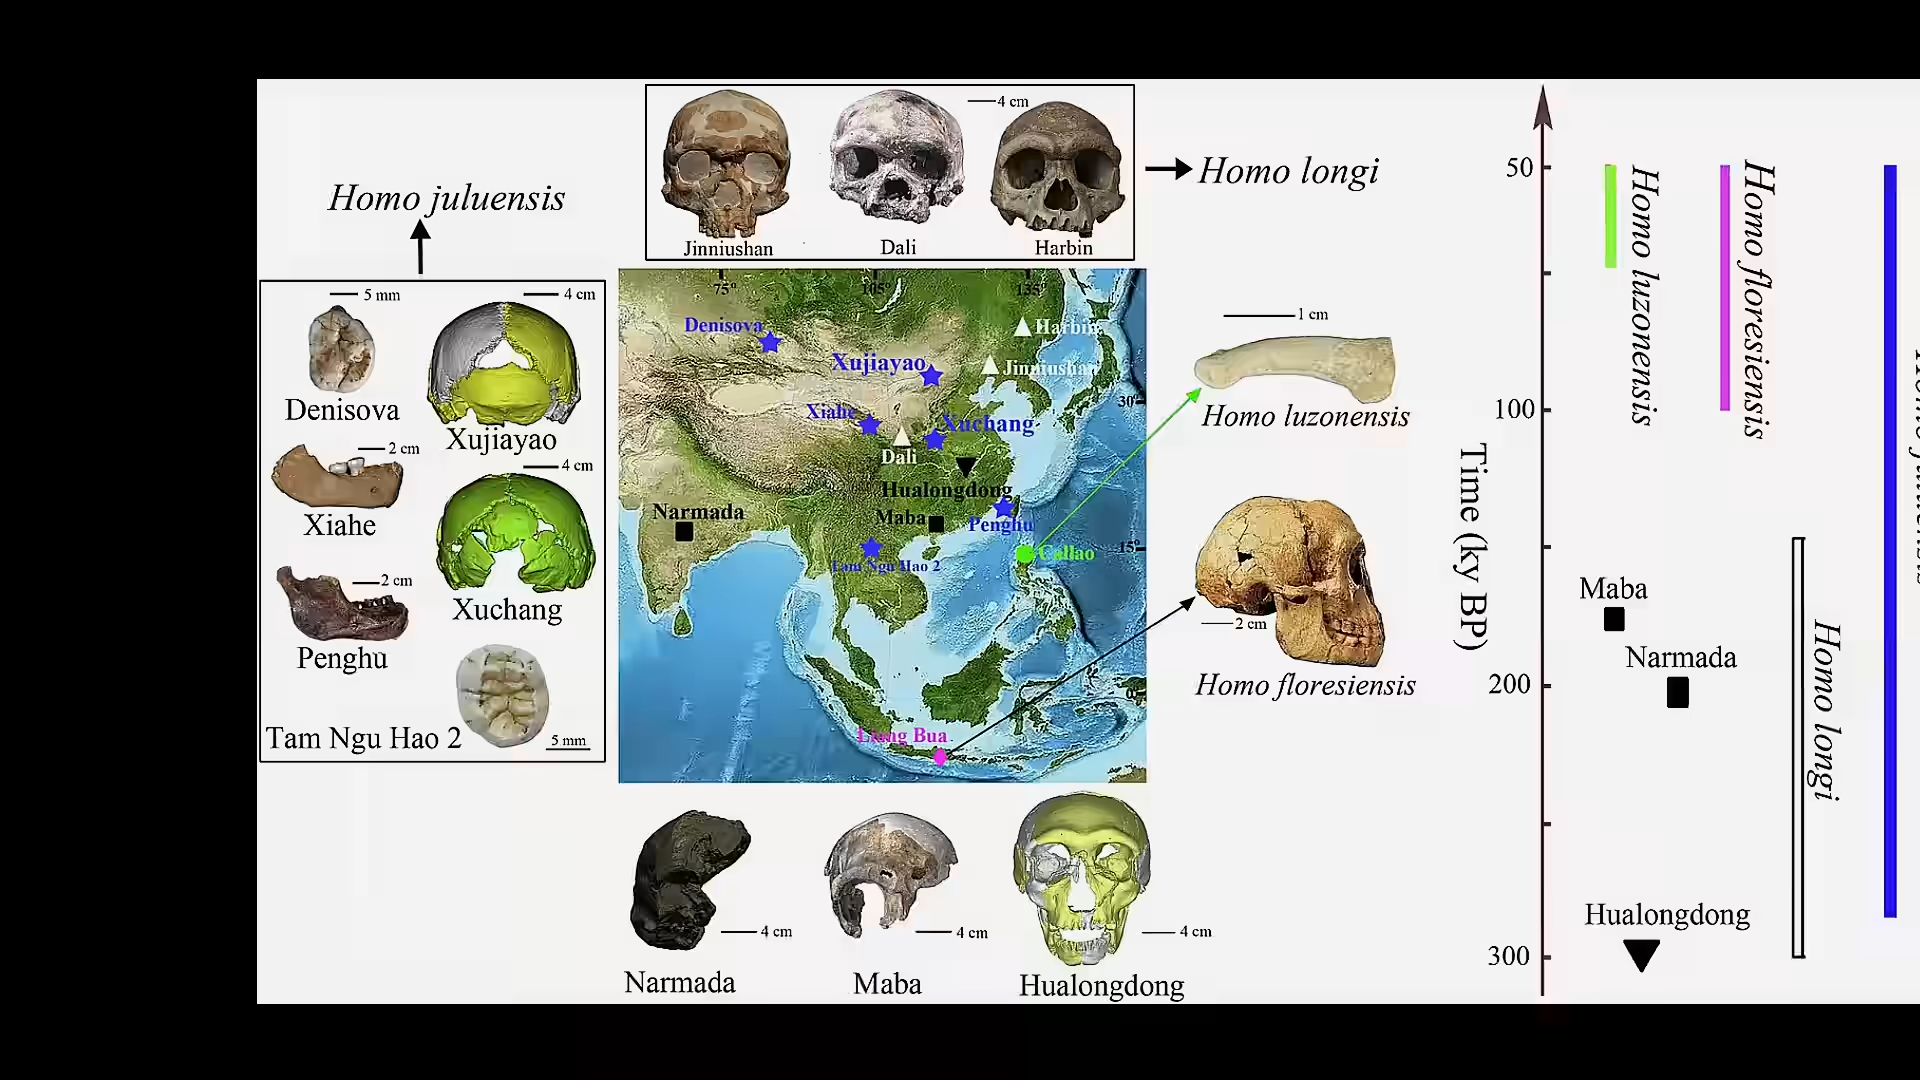 4 cm
Jinniushan
Dali
Harbin
Homo longi
Homo juluensis
5 mm
4 cm
Denisova
Xujiayao
2 cm
4 cm
Xiahe
2 cm
Xuchang
Penghu
Tam Ngu Hao 2
5 mm
75°
105°
135°
Denisova
Harbin
Xujiayao
Jinniushan
30°
Xiahe
Xuchang
Dali
Hualongdong
Narmada
Maba
Penghu
15°
Callao
Tam Ngu Hao 2
0°
Liang Bua
1 cm
Homo luzonensis
2 cm
Homo floresiensis
4 cm
4 cm
4 cm
Narmada
Maba
Hualongdong
Time (ky BP)
50
100
200
300
Homo luzonensis
Homo floresiensis
Maba
Narmada
Homo longi
Hualongdong